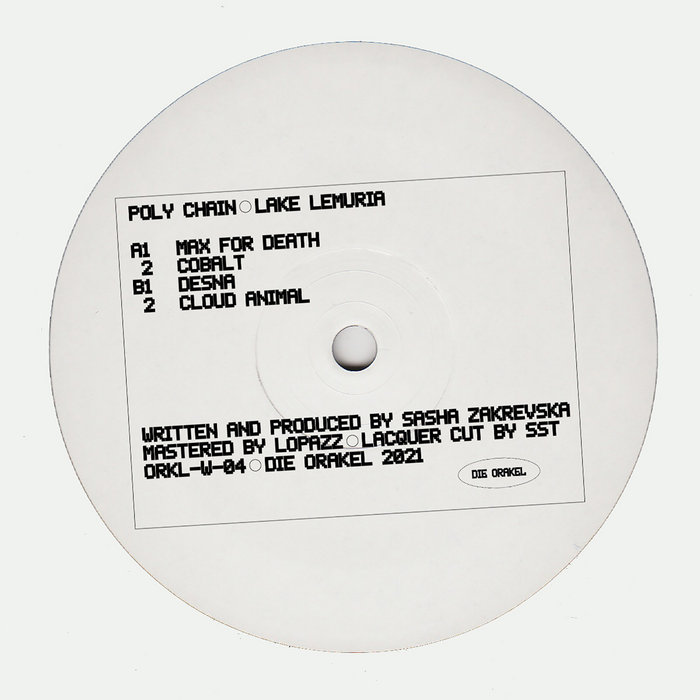 POLY CHAIN○LAKE LEMURIA
A1 MAX FOR DEATH
2 COBALT
B1 DESNA
2 CLOUD ANIMAL
WRITTEN AND PRODUCED BY SASHA ZAKREVSKA
MASTERED BY LOPAZZ○LACQUER CUT BY SST
ORKL-W-04○DIE ORAKEL 2021
DIE ORAKEL